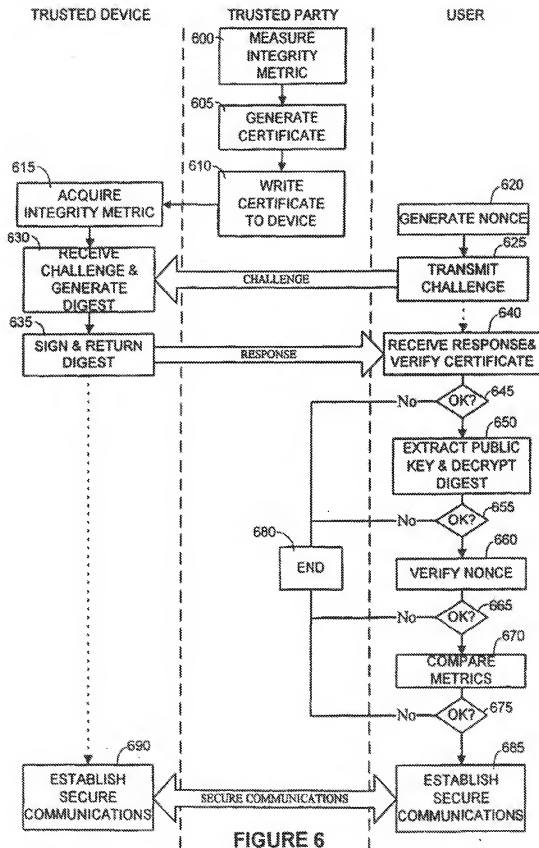 TRUSTED DEVICE
TRUSTED PARTY
USER
600
MEASURE
INTEGRITY
METRIC
605
GENERATE
CERTIFICATE
610
WRITE
CERTIFICATE
TO DEVICE
615
ACQUIRE
INTEGRITY METRIC
620
GENERATE NONCE
625
TRANSMIT
CHALLENGE
CHALLENGE
630
RECEIVE
CHALLENGE &
GENERATE
DIGEST
635
SIGN & RETURN
DIGEST
RESPONSE
640
RECEIVE RESPONSE&
VERIFY CERTIFICATE
No
OK?
645
650
EXTRACT PUBLIC
KEY & DECRYPT
DIGEST
No
OK?
655
660
VERIFY NONCE
680
END
No
OK?
665
670
COMPARE
METRICS
No
OK?
675
690
ESTABLISH
SECURE
COMMUNICATIONS
SECURE COMMUNICATIONS
685
ESTABLISH
SECURE
COMMUNICATIONS
FIGURE 6